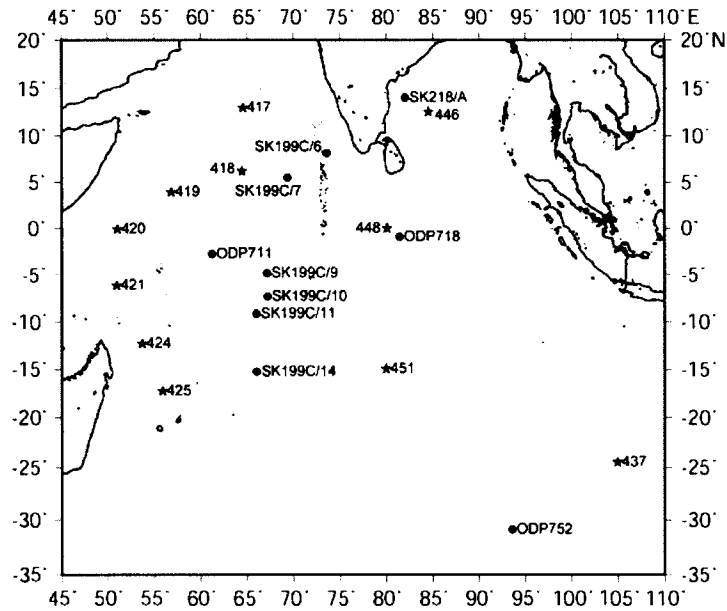 45° 50° 55° 60° 65° 70° 75° 80° 85° 90° 95° 100° 105° 110°E
20° 20°N
15° 15°
10° 10°
5° 5°
0° 0°
-5° -5°
-10° -10°
-15° -15°
-20° -20°
-25° -25°
-30° -30°
-35° -35°
45° 50° 55° 60° 65° 70° 75° 80° 85° 90° 95° 100° 105° 110°
SK218/A
417
446
SK199C/6
418
SK199C/7
419
420
448
ODP718
ODP711
SK199C/9
421
SK199C/10
SK199C/11
424
SK199C/14
451
425
437
ODP752